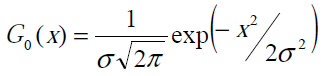 G₀(x) = 1/(σ√2π) exp(− x²/2σ²)